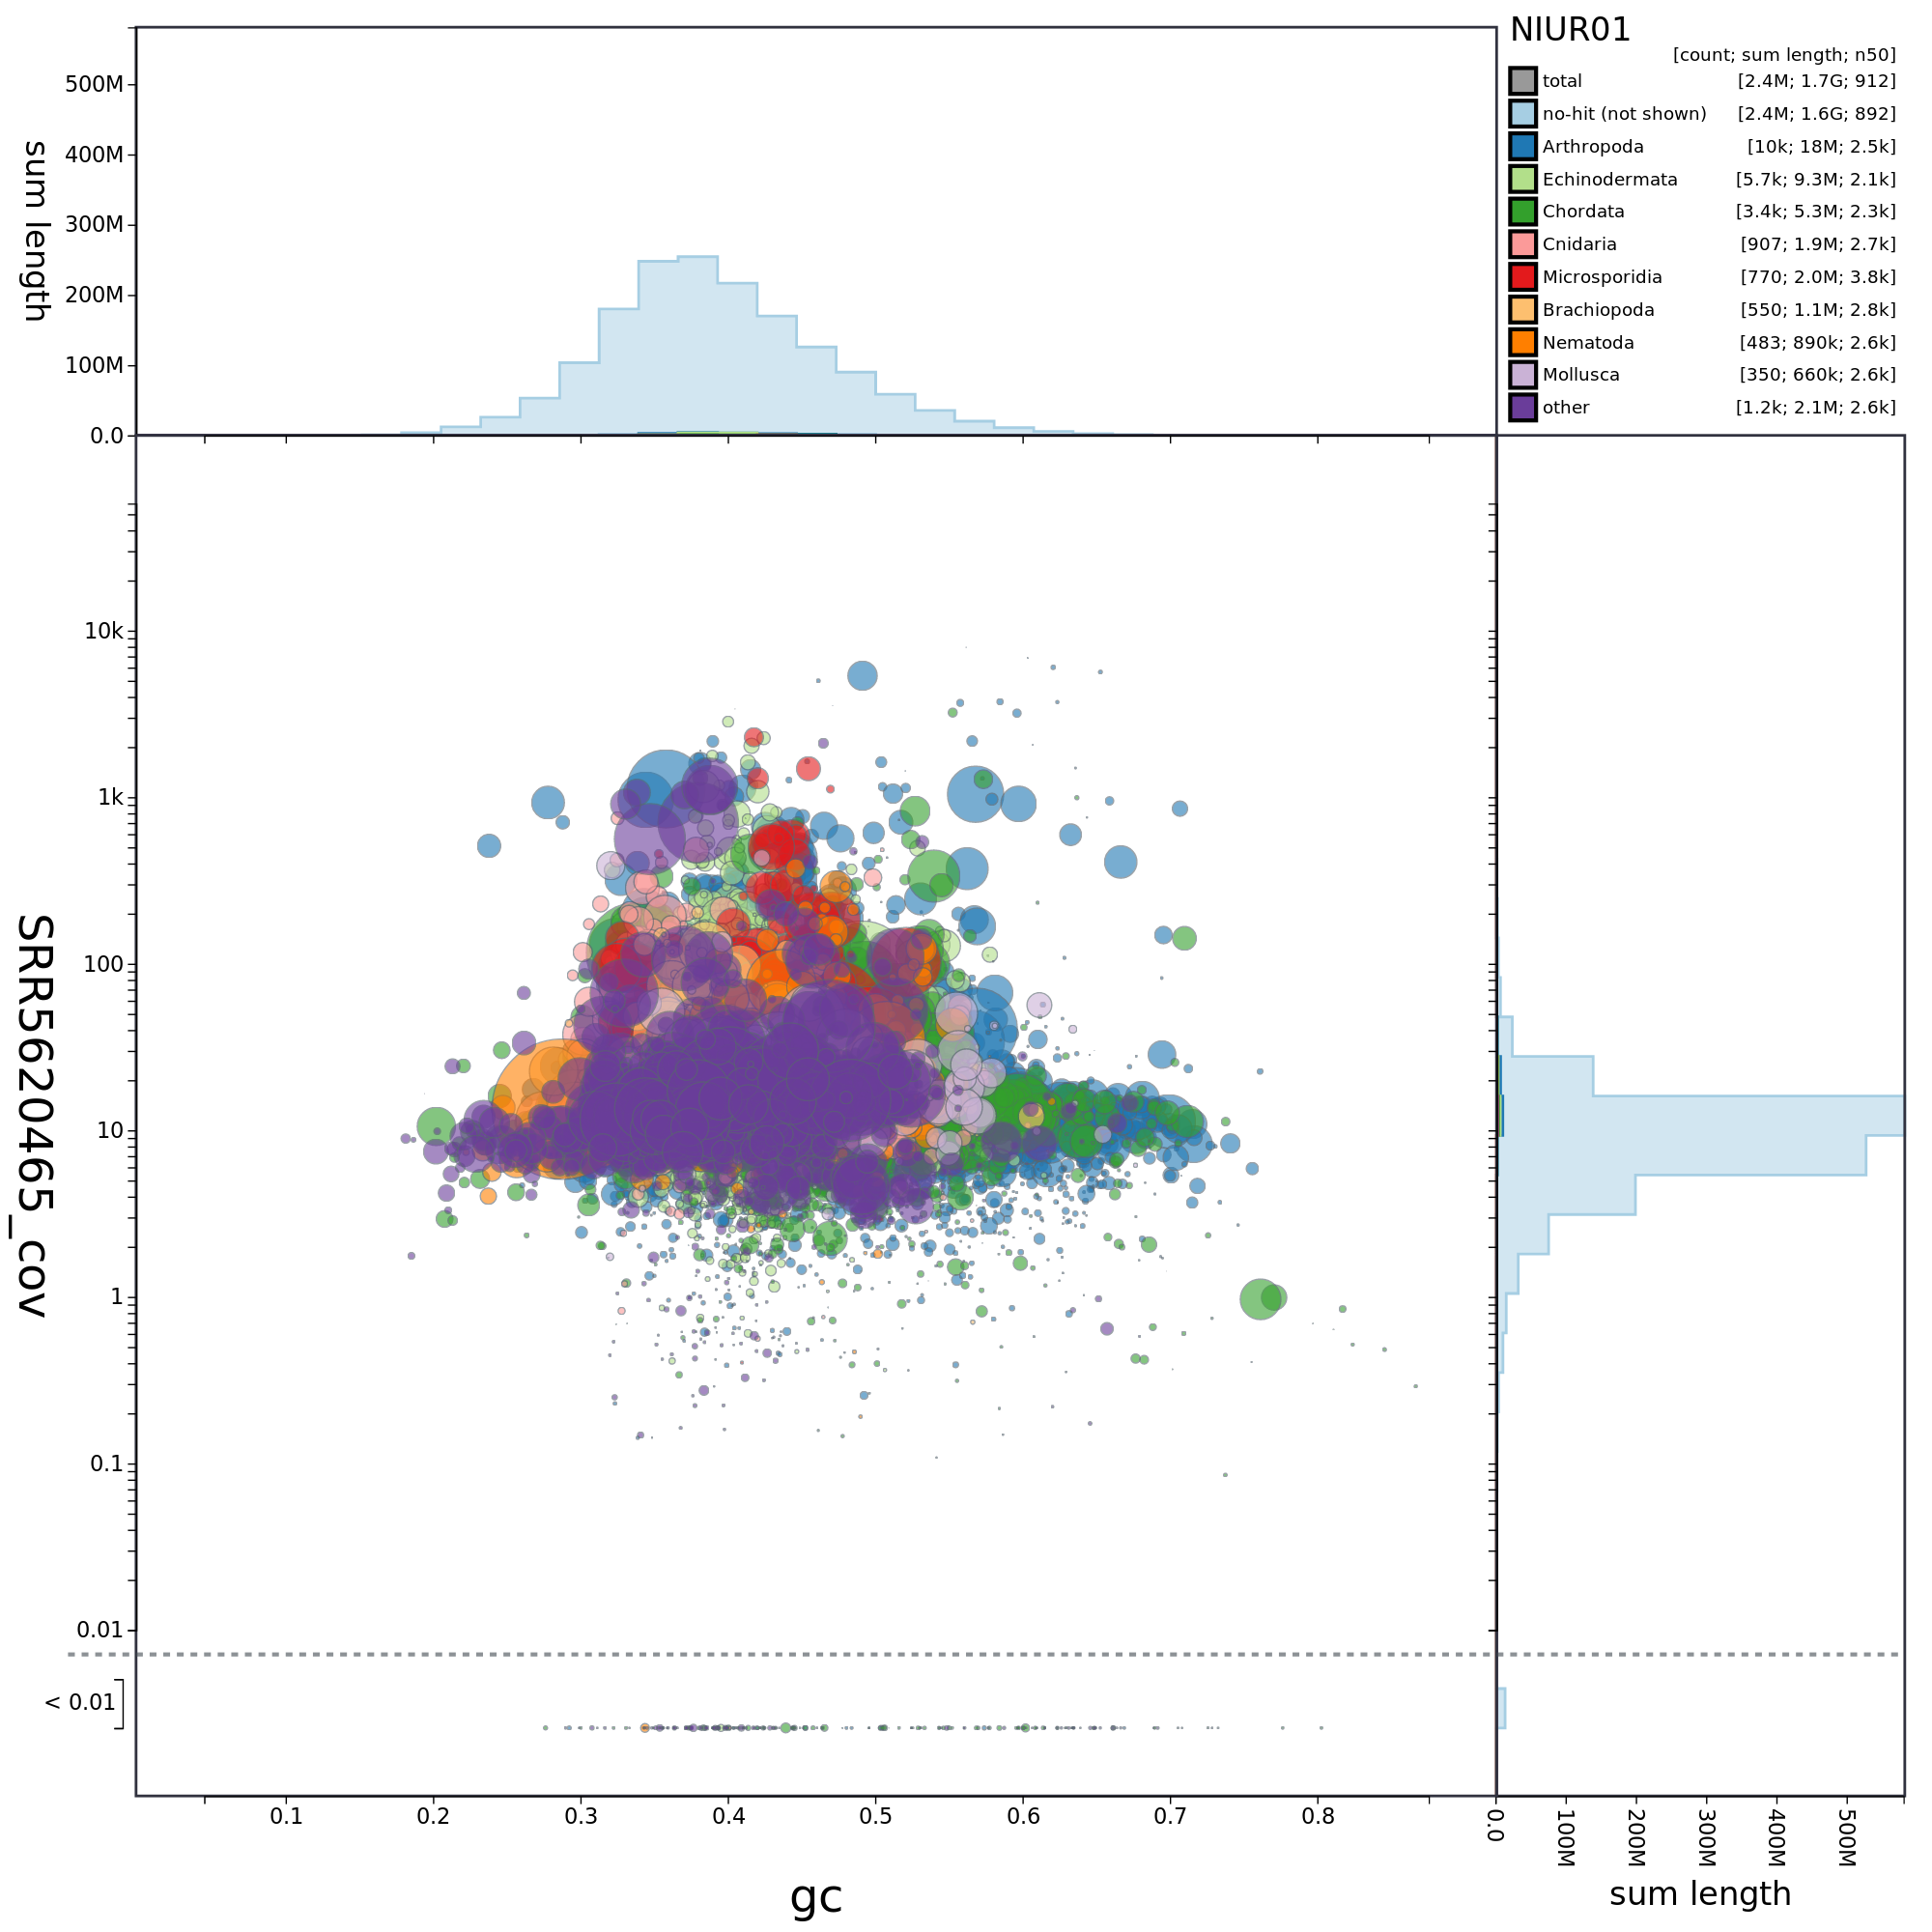 NIUR01
[count; sum length; n50]
total [2.4M; 1.7G; 912]
no-hit (not shown) [2.4M; 1.6G; 892]
Arthropoda [10k; 18M; 2.5k]
Echinodermata [5.7k; 9.3M; 2.1k]
Chordata [3.4k; 5.3M; 2.3k]
Cnidaria [907; 1.9M; 2.7k]
Microsporidia [770; 2.0M; 3.8k]
Brachiopoda [550; 1.1M; 2.8k]
Nematoda [483; 890k; 2.6k]
Mollusca [350; 660k; 2.6k]
other [1.2k; 2.1M; 2.6k]
sum length
500M
400M
300M
200M
100M
0.0
SRR5620465_cov
10k
1k
100
10
1
0.1
0.01
< 0.01
0.1 0.2 0.3 0.4 0.5 0.6 0.7 0.8
gc
0.0 100M 200M 300M 400M 500M
sum length